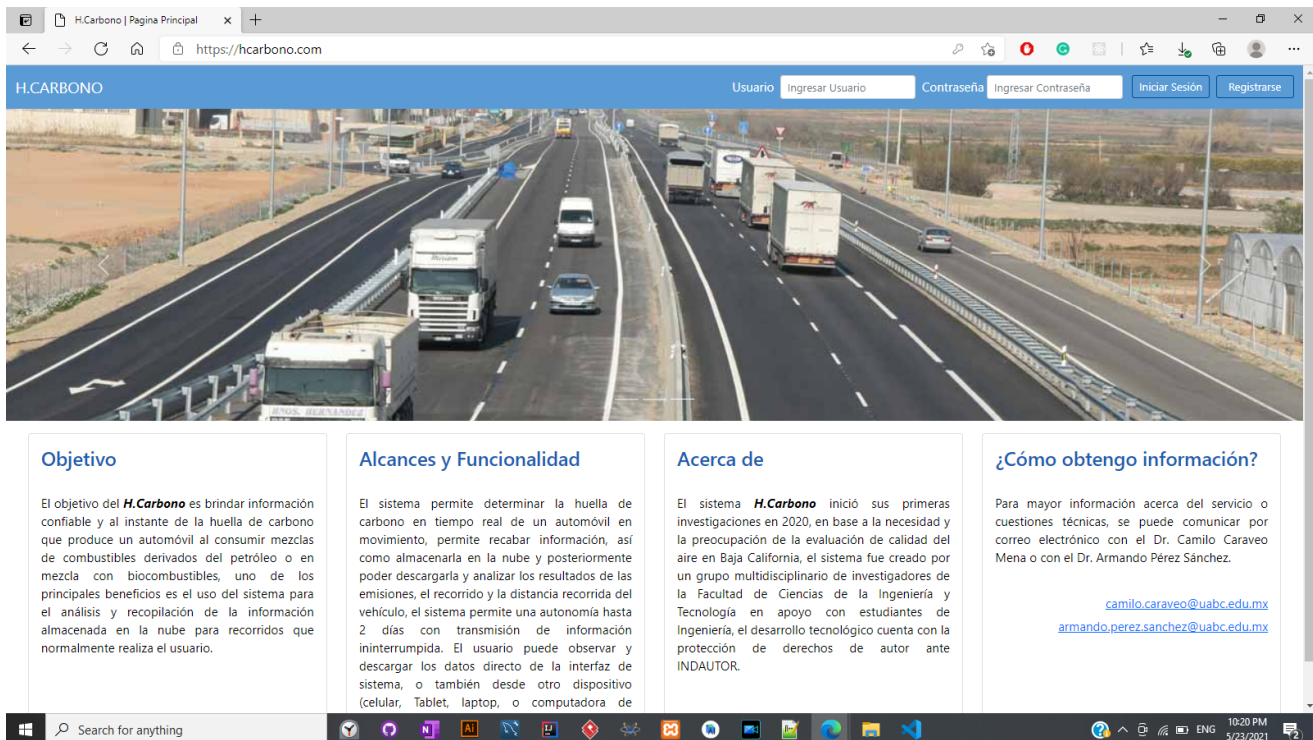 H.Carbono | Pagina Principal
https://hcarbono.com
H.CARBONO
Usuario
Ingresar Usuario
Contraseña
Ingresar Contraseña
Iniciar Sesión
Registrarse
HNOS. HERNANDEZ
Objetivo
El objetivo del H.Carbono es brindar información
confiable y al instante de la huella de carbono
que produce un automóvil al consumir mezclas
de combustibles derivados del petróleo o en
mezcla con biocombustibles, uno de los
principales beneficios es el uso del sistema para
el análisis y recopilación de la información
almacenada en la nube para recorridos que
normalmente realiza el usuario.
Alcances y Funcionalidad
El sistema permite determinar la huella de
carbono en tiempo real de un automóvil en
movimiento, permite recabar información, así
como almacenarla en la nube y posteriormente
poder descargarla y analizar los resultados de las
emisiones, el recorrido y la distancia recorrida del
vehículo, el sistema permite una autonomía hasta
2 días con transmisión de información
ininterrumpida. El usuario puede observar y
descargar los datos directo de la interfaz de
sistema, o también desde otro dispositivo
(celular, Tablet, laptop, o computadora de
Acerca de
El sistema H.Carbono inició sus primeras
investigaciones en 2020, en base a la necesidad y
la preocupación de la evaluación de calidad del
aire en Baja California, el sistema fue creado por
un grupo multidisciplinario de investigadores de
la Facultad de Ciencias de la Ingeniería y
Tecnología en apoyo con estudiantes de
Ingeniería, el desarrollo tecnológico cuenta con la
protección de derechos de autor ante
INDAUTOR.
¿Cómo obtengo información?
Para mayor información acerca del servicio o
cuestiones técnicas, se puede comunicar por
correo electrónico con el Dr. Camilo Caraveo
Mena o con el Dr. Armando Pérez Sánchez.
camilo.caraveo@uabc.edu.mx
armando.perez.sanchez@uabc.edu.mx
Search for anything
ENG
10:20 PM
5/23/2021